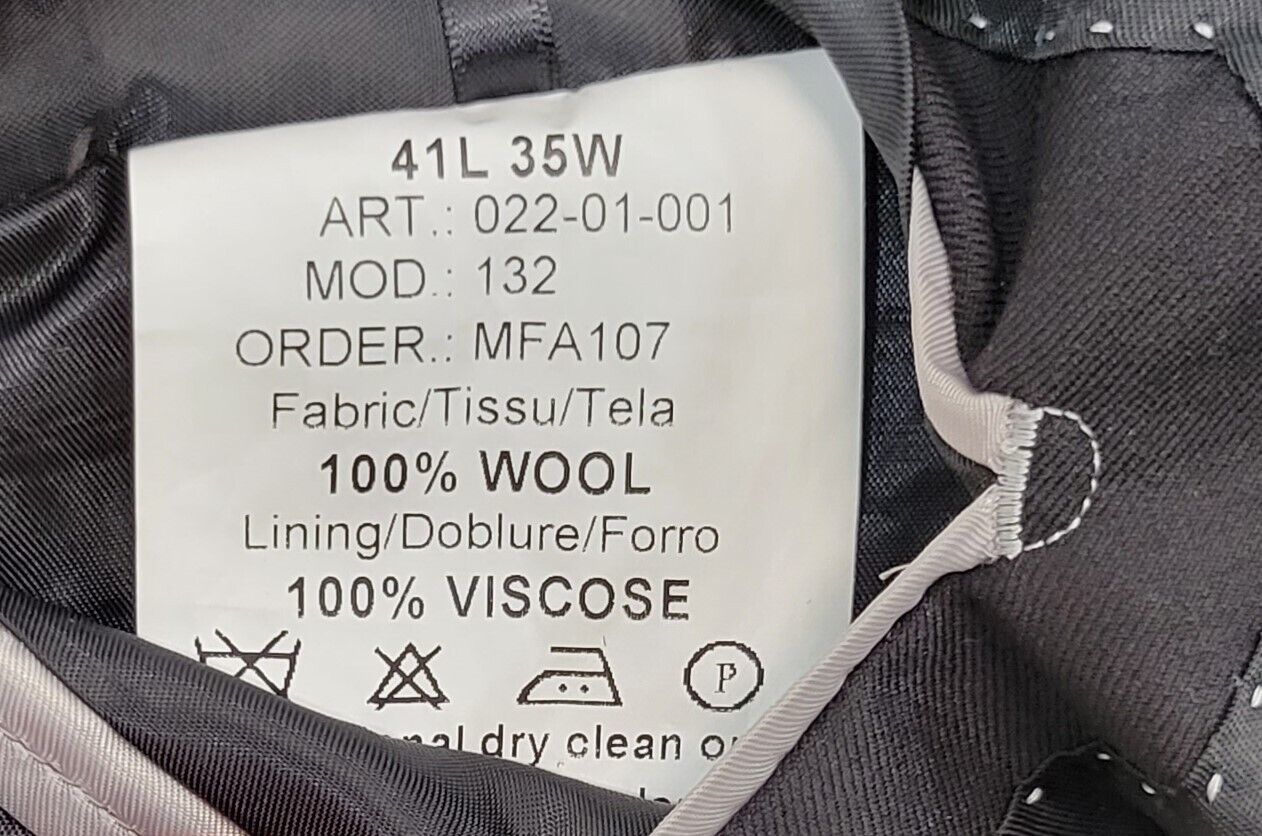 41L 35W
ART.: 022-01-001
MOD.: 132
ORDER.: MFA107
Fabric/Tissu/Tela
100% WOOL
Lining/Doblure/Forro
100% VISCOSE
P
dry clean